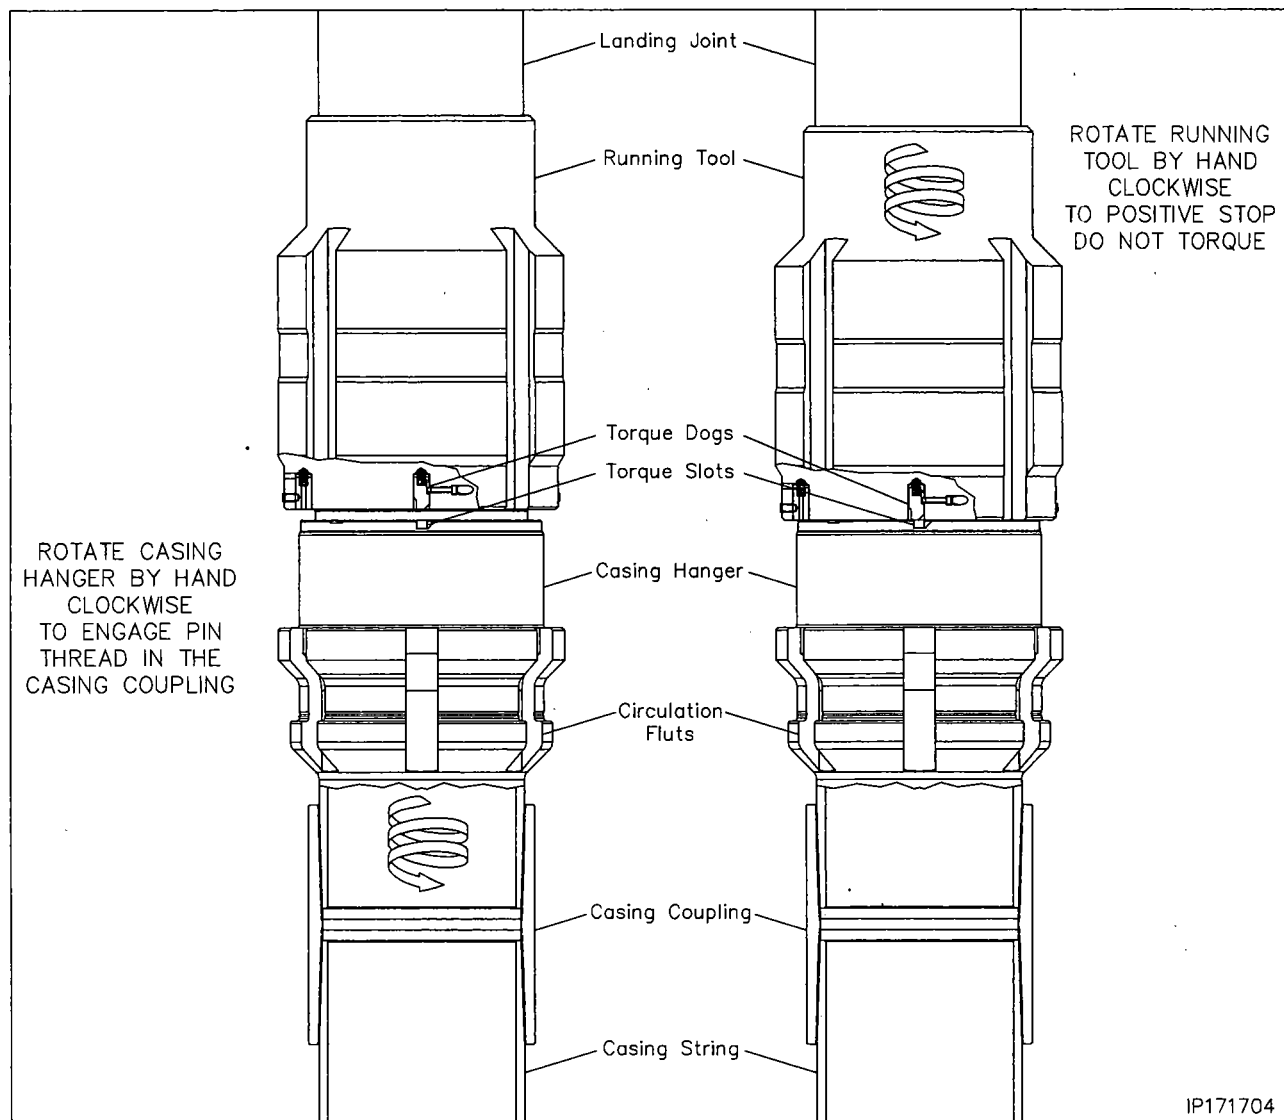 Landing Joint
ROTATE RUNNING
TOOL BY HAND
CLOCKWISE
TO POSITIVE STOP
DO NOT TORQUE
Running Tool
Torque Dogs
Torque Slots
ROTATE CASING
HANGER BY HAND
CLOCKWISE
TO ENGAGE PIN
THREAD IN THE
CASING COUPLING
Casing Hanger
Circulation
Fluts
Casing Coupling
Casing String
IP171704